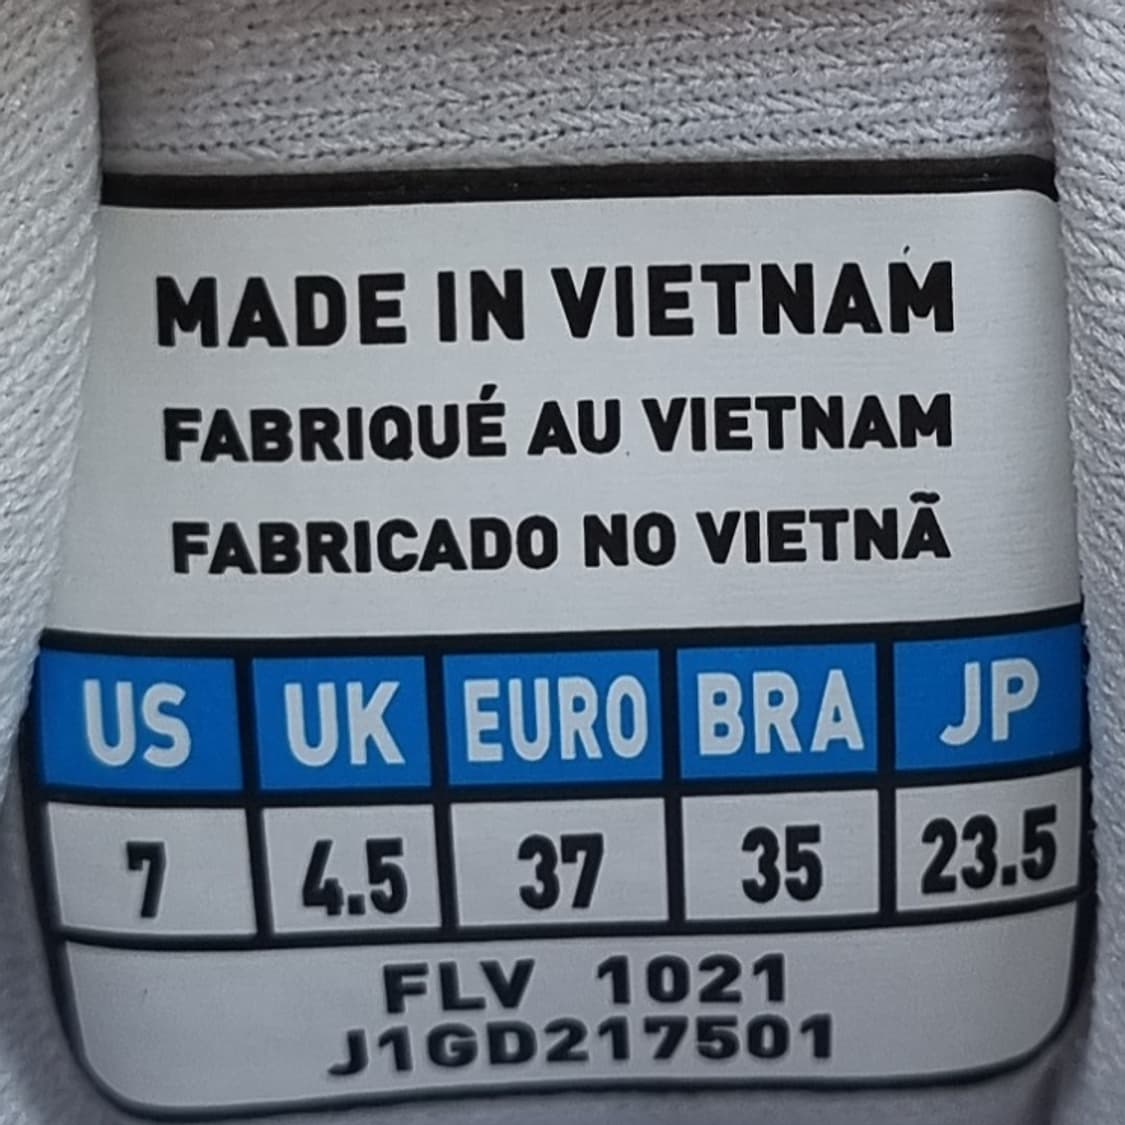 MADE IN VIETNAM
FABRIQUÉ AU VIETNAM
FABRICADO NO VIETNÃ
US UK EURO BRA JP
7 4.5 37 35 23.5
FLV 1021
J1GD217501